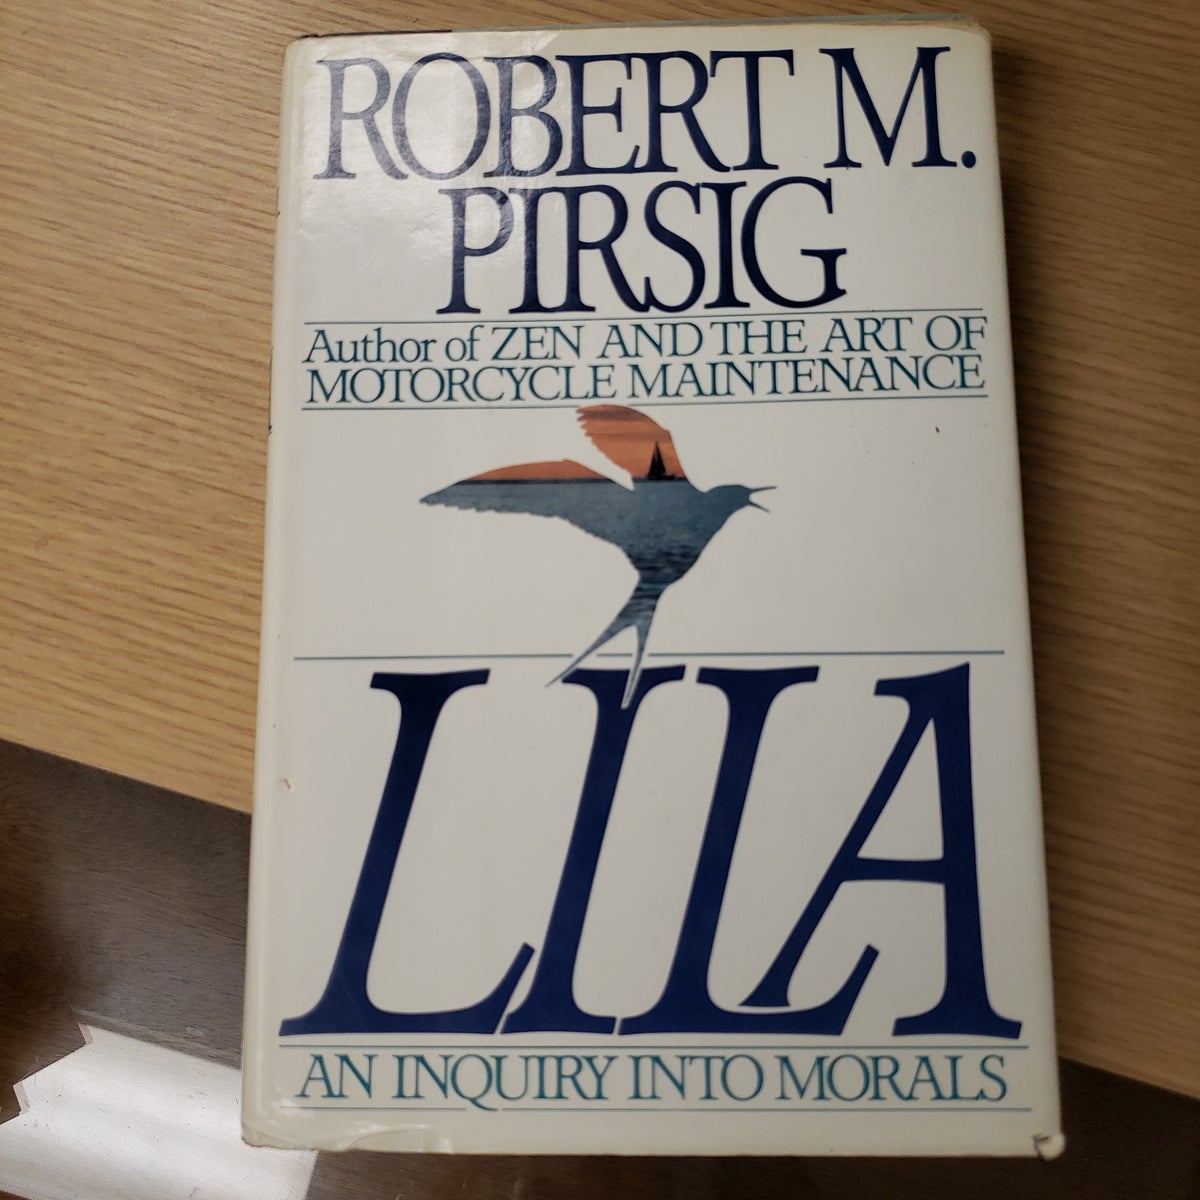 ROBERT M.
PIRSIG
Author of ZEN AND THE ART OF
MOTORCYCLE MAINTENANCE
LILA
AN INQUIRY INTO MORALS